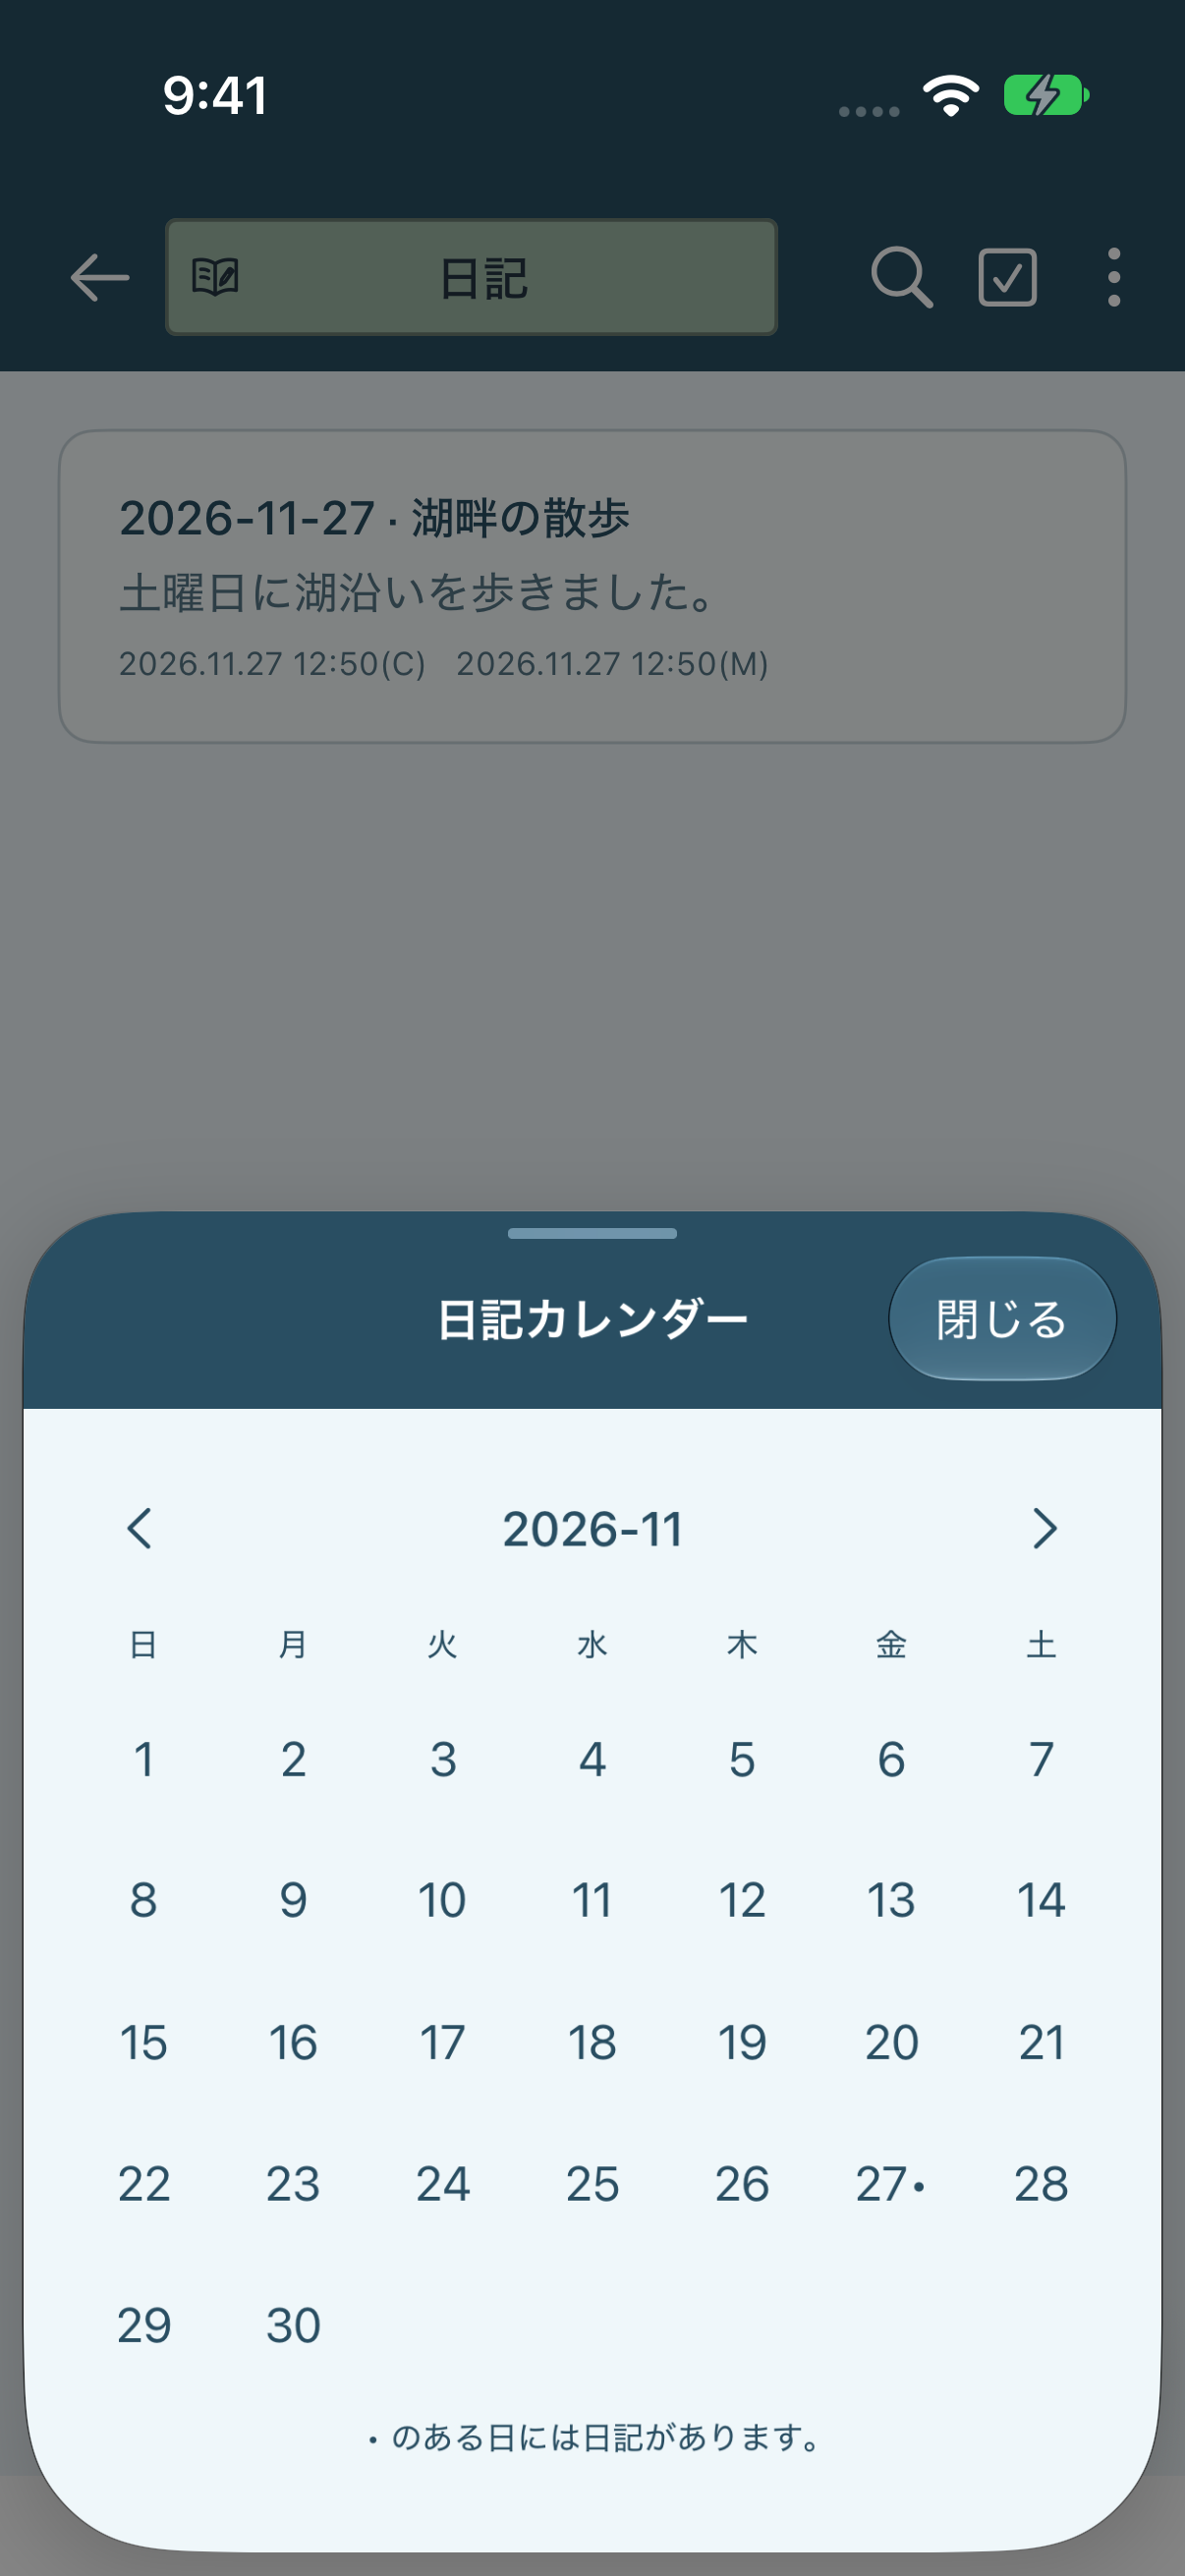 9:41
日記
2026-11-27 · 湖畔の散歩
土曜日に湖沿いを歩きました。
2026.11.27 12:50(C) 2026.11.27 12:50(M)
日記カレンダー
閉じる
2026-11
日 月 火 水 木 金 土
1 2 3 4 5 6 7
8 9 10 11 12 13 14
15 16 17 18 19 20 21
22 23 24 25 26 27• 28
29 30
• のある日には日記があります。